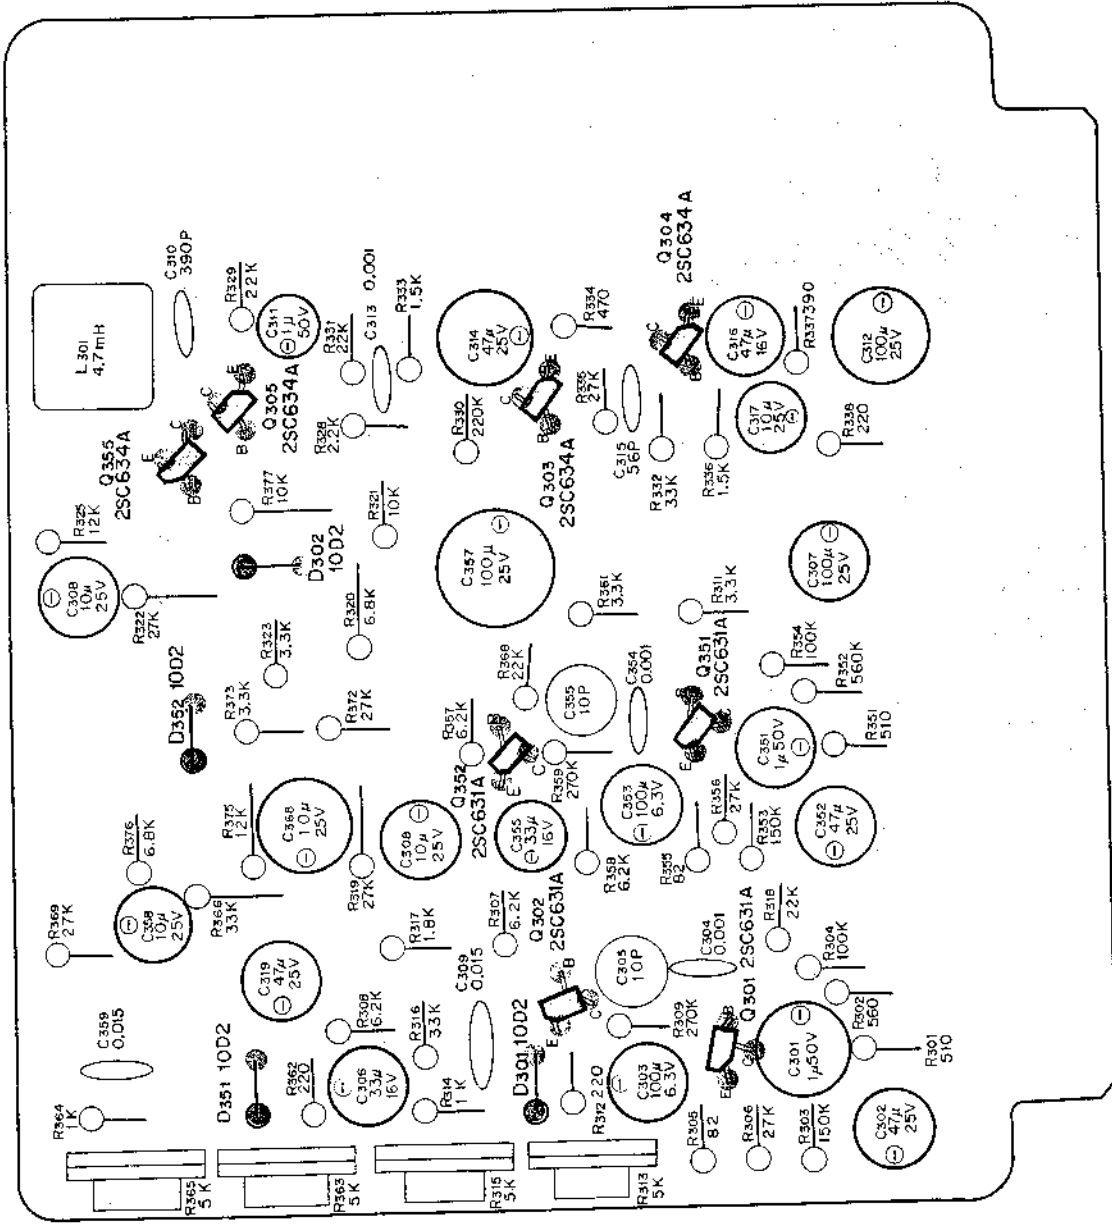 L301
4.7mH
C310
390P
R329
22K
C311
1μ
50V
R331
22K
C313 0.001
R333
1.5K
C314
47μ
25V
R334
470
Q304
2SC634A
C
B
E
C316
47μ
16V
R337 390
C312
100μ
25V
Q355
2SC634A
E
C
B
Q305
2SC634A
C
B
E
R328
2.2K
R330
220K
Q303
2SC634A
B
E
R335
27K
C315
56P
R332
33K
R336
1.5K
C317
10μ
25V
R338
220
R325
12K
C308
10μ
25V
R322
27K
R377
10K
D302
10D2
R321
10K
C357
100μ
25V
R361
3.3K
R311
3.3K
C307
100μ
25V
R320
6.8K
R323
3.3K
D352 10D2
R373
3.3K
R372
27K
R357
6.2K
R368
22K
C355
10P
C354
0.001
Q351
2SC631A
E
R354
100K
R352
560K
C351
1μ50V
R351
510
Q352
2SC631A
B
E
C
R359
270K
C353
100μ
6.3V
R356
27K
R353
150K
C352
47μ
25V
R376
6.8K
R375
12K
C368
10μ
25V
R319
27K
C308
10μ
25V
C355
33μ
16V
R358
6.2K
R355
82
R369
27K
C358
10μ
25V
R366
33K
C319
47μ
25V
R317
1.8K
R307
6.2K
Q302
2SC631A
B
E
C
C305
10P
C304
0.001
R318
22K
R304
100K
R302
560
C359
0.015
D351 10D2
R308
6.2K
R316
33K
C309
0.015
D301 10D2
R309
270K
Q301 2SC631A
B
E
C
C301
1μ50V
R301
510
R364
1K
R362
220
C306
33μ
16V
R314
1K
R312 220
C303
100μ
6.3V
R305
82
R306
27K
R303
150K
C302
47μ
25V
R365
5K
R363
5K
R315
5K
R313
5K